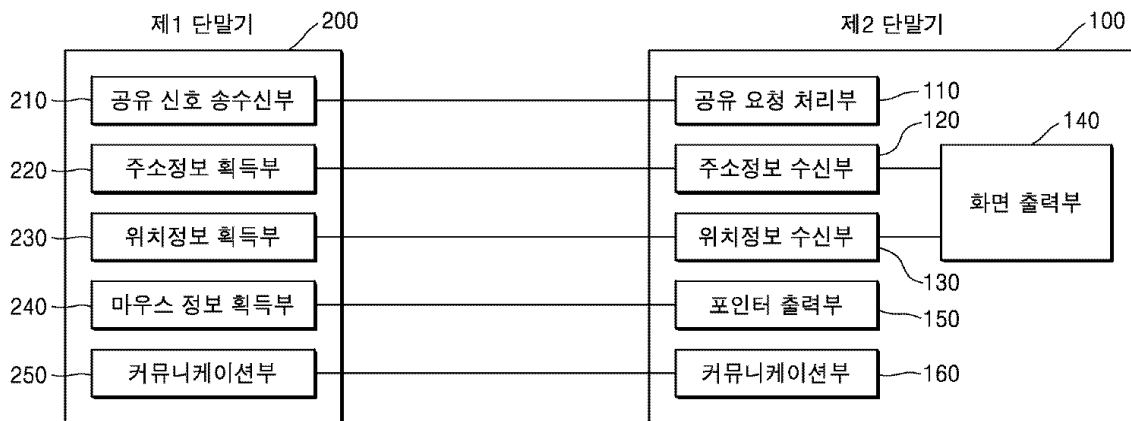 제1 단말기
200
제2 단말기
100
210
공유 신호 송수신부
공유 요청 처리부
110
120
140
220
주소정보 획득부
주소정보 수신부
화면 출력부
230
위치정보 획득부
위치정보 수신부
130
240
마우스 정보 획득부
포인터 출력부
150
250
커뮤니케이션부
커뮤니케이션부
160